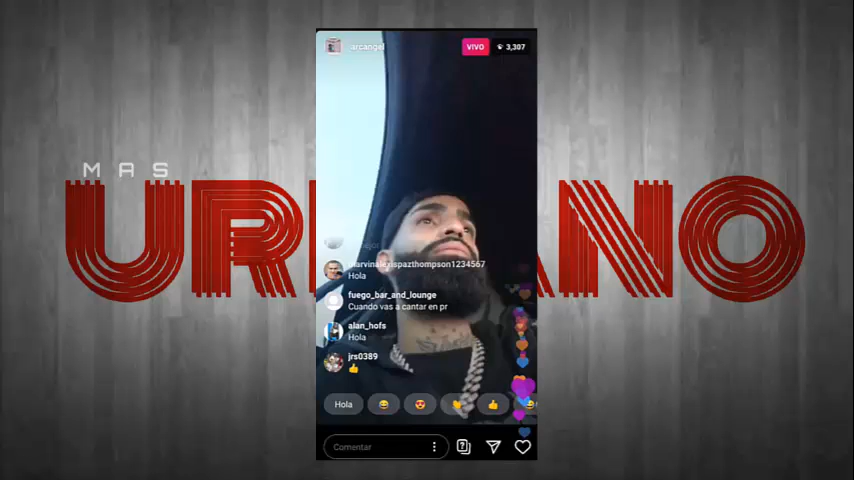 arcangel
VIVO
3,307
MAS
URBANO
mejor
marvinalexispazthompson1234567
Hola
fuego_bar_and_lounge
Cuando vas a cantar en pr
alan_hofs
Hola
jrs0389
Hola
Comentar